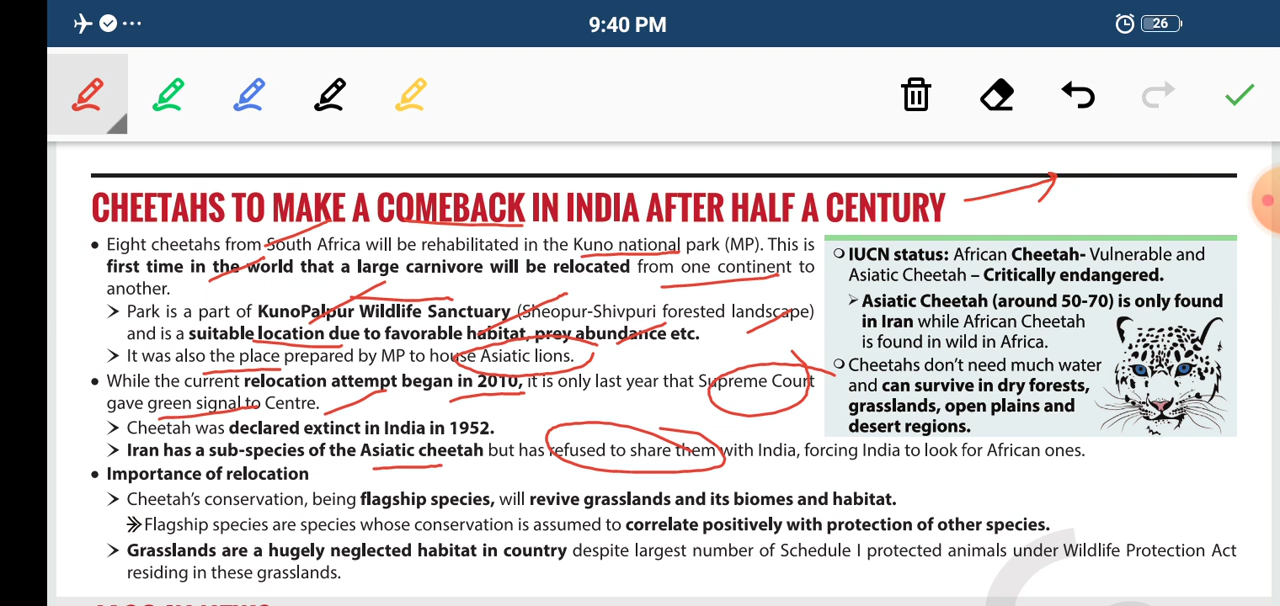 9:40 PM
26
CHEETAHS TO MAKE A COMEBACK IN INDIA AFTER HALF A CENTURY
• Eight cheetahs from South Africa will be rehabilitated in the Kuno national park (MP). This is
first time in the world that a large carnivore will be relocated from one continent to
another.
➤ Park is a part of KunoPalpur Wildlife Sanctuary (Sheopur-Shivpuri forested landscape)
and is a suitable location due to favorable habitat, prey abundance etc.
➤ It was also the place prepared by MP to house Asiatic lions.
• While the current relocation attempt began in 2010, it is only last year that Supreme Court
gave green signal to Centre.
➤ Cheetah was declared extinct in India in 1952.
➤ Iran has a sub-species of the Asiatic cheetah but has refused to share them with India, forcing India to look for African ones.
• Importance of relocation
➤ Cheetah's conservation, being flagship species, will revive grasslands and its biomes and habitat.
⪢ Flagship species are species whose conservation is assumed to correlate positively with protection of other species.
➤ Grasslands are a hugely neglected habitat in country despite largest number of Schedule I protected animals under Wildlife Protection Act
residing in these grasslands.
IUCN status: African Cheetah- Vulnerable and
Asiatic Cheetah – Critically endangered.
➤ Asiatic Cheetah (around 50-70) is only found
in Iran while African Cheetah
is found in wild in Africa.
Cheetahs don't need much water
and can survive in dry forests,
grasslands, open plains and
desert regions.